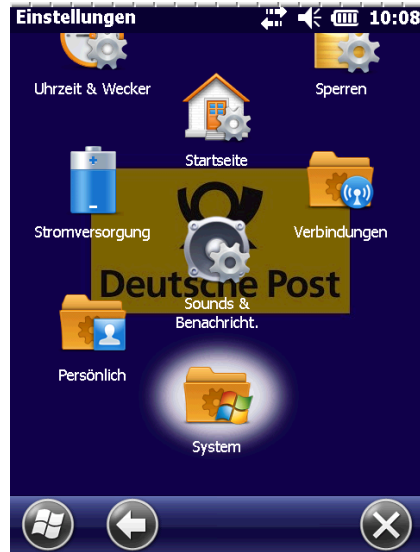 Einstellungen 10:08
Uhrzeit & Wecker
Sperren
Startseite
Stromversorgung
Verbindungen
Deutsche Post
Sounds &
Benachricht.
Persönlich
System